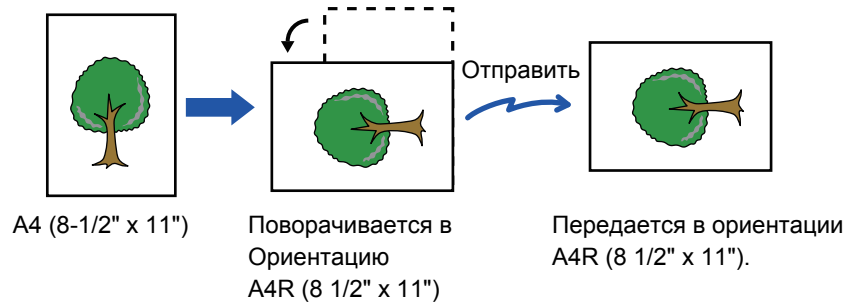 Отправить
A4 (8-1/2" x 11")
Поворачивается в
Ориентацию
A4R (8 1/2" x 11")
Передается в ориентации
A4R (8 1/2" x 11").